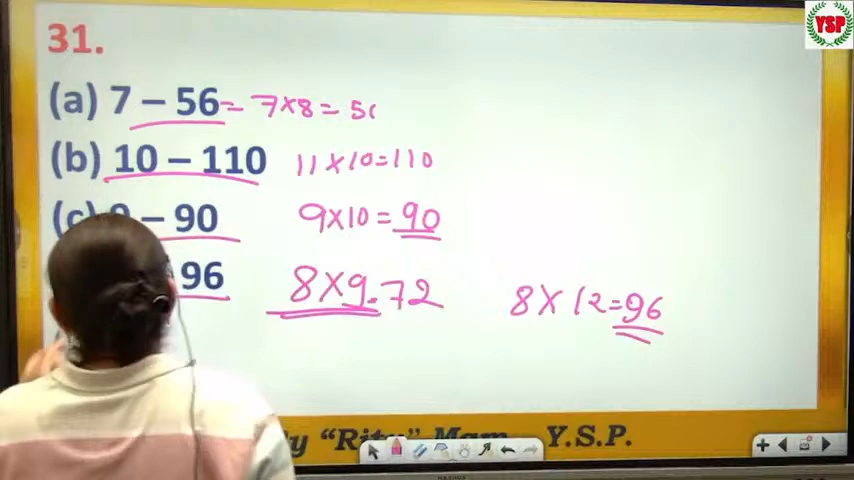 YSP
31.
(a) 7 – 56 = 7×8 = 5
(b) 10 – 110 11×10=110
(c) 9 – 90 9×10 = 90
96 8×9=72 8×12=96
"Ritu" Mam Y.S.P.